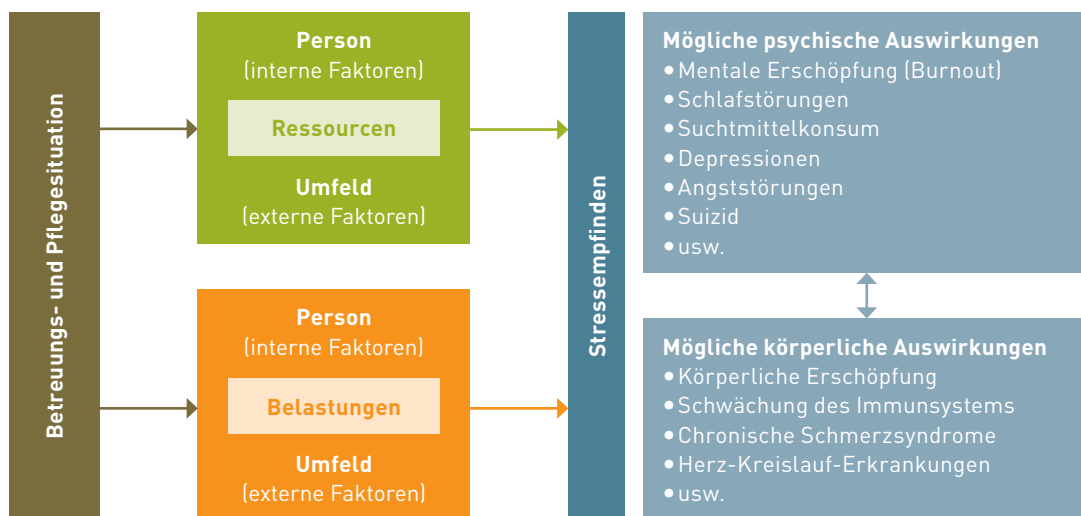 Betreuungs- und Pflegesituation
Person
(interne Faktoren)
Ressourcen
Umfeld
(externe Faktoren)
Person
(interne Faktoren)
Belastungen
Umfeld
(externe Faktoren)
Stressempfinden
Mögliche psychische Auswirkungen
• Mentale Erschöpfung (Burnout)
• Schlafstörungen
• Suchtmittelkonsum
• Depressionen
• Angststörungen
• Suizid
• usw.
Mögliche körperliche Auswirkungen
• Körperliche Erschöpfung
• Schwächung des Immunsystems
• Chronische Schmerzsyndrome
• Herz-Kreislauf-Erkrankungen
• usw.